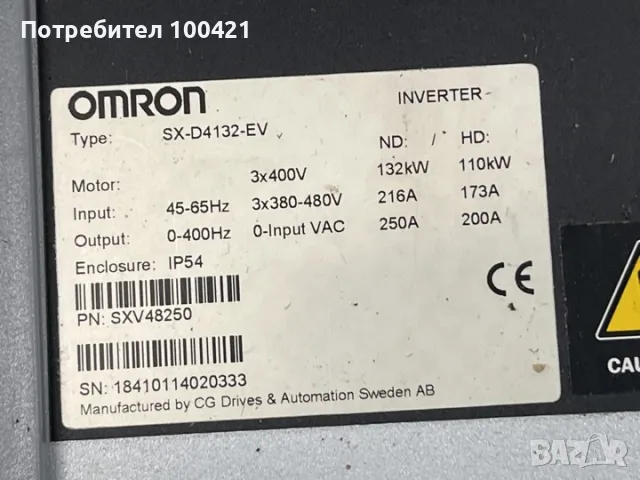 Потребител 100421
OMRON INVERTER
Type: SX-D4132-EV ND: / HD:
Motor: 3x400V 132kW 110kW
Input: 45-65Hz 3x380-480V 216A 173A
Output: 0-400Hz 0-Input VAC 250A 200A
Enclosure: IP54
CE
PN: SXV48250
SN: 18410114020333
Manufactured by CG Drives & Automation Sweden AB
CAU
BAZAR